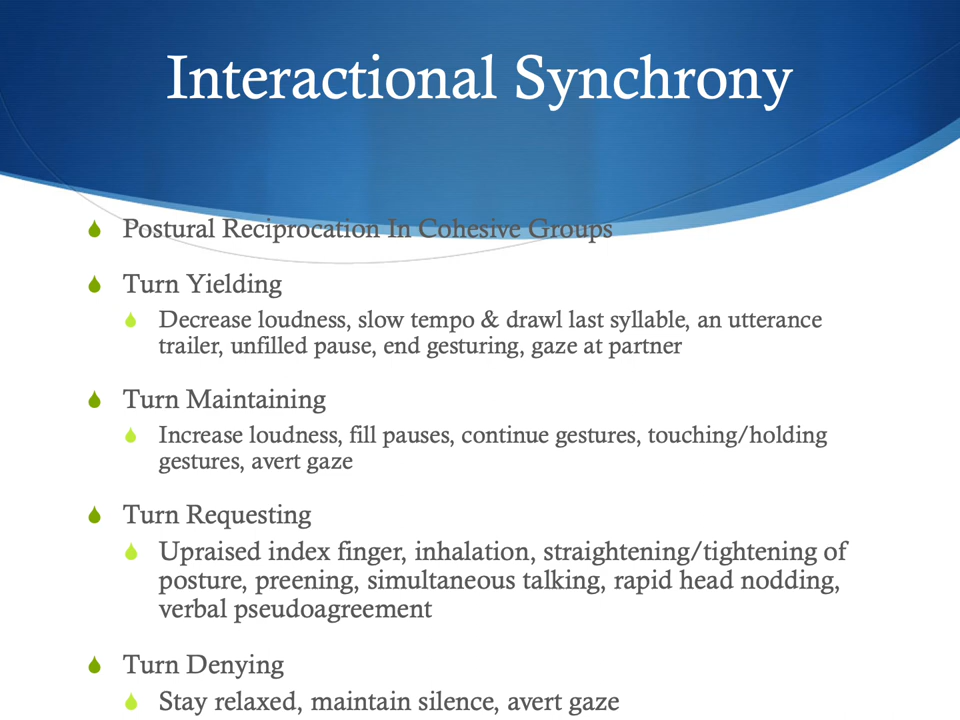 Interactional Synchrony
Postural Reciprocation In Cohesive Groups
Turn Yielding
Decrease loudness, slow tempo & drawl last syllable, an utterance
trailer, unfilled pause, end gesturing, gaze at partner
Turn Maintaining
Increase loudness, fill pauses, continue gestures, touching/holding
gestures, avert gaze
Turn Requesting
Upraised index finger, inhalation, straightening/tightening of
posture, preening, simultaneous talking, rapid head nodding,
verbal pseudoagreement
Turn Denying
Stay relaxed, maintain silence, avert gaze